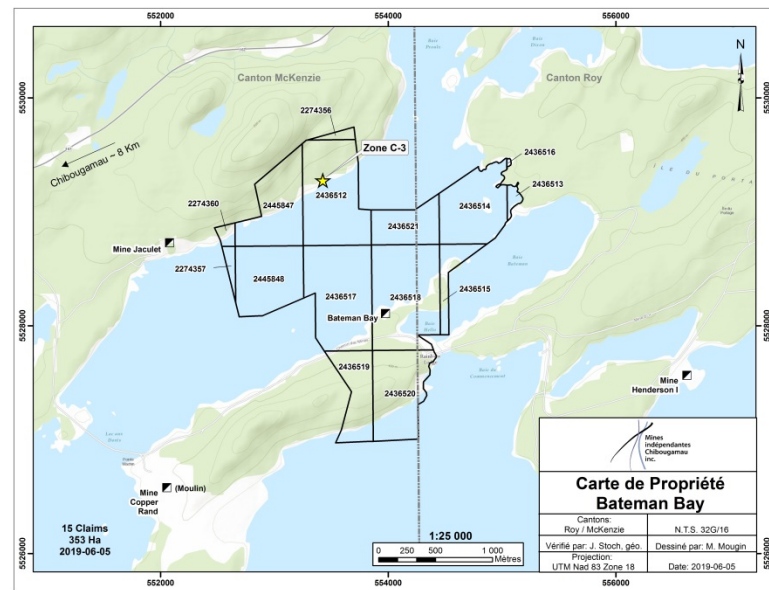 552000
554000
556000
5530000
5530000
Canton McKenzie
Canton Roy
N
Chibougamau ~ 8 Km
2274356
Zone C-3
2436516
2436513
2436512
2445847
2274360
2436514
2436521
Mine Jaculet
2274357
2445848
2436517
2436518
2436515
Bateman Bay
5528000
5528000
2436519
2436520
Mine
Henderson I
Mine
Copper
Rand
(Moulin)
15 Claims
353 Ha
2019-06-05
1:25 000
0 250 500 1 000
Mètres
Mines
indépendantes
Chibougamau
inc.
Carte de Propriété
Bateman Bay
Cantons:
Roy / McKenzie
N.T.S. 32G/16
Vérifié par: J. Stoch, géo.
Dessiné par: M. Mougin
Projection:
UTM Nad 83 Zone 18
Date: 2019-06-05
5526000
5526000
552000
554000
556000